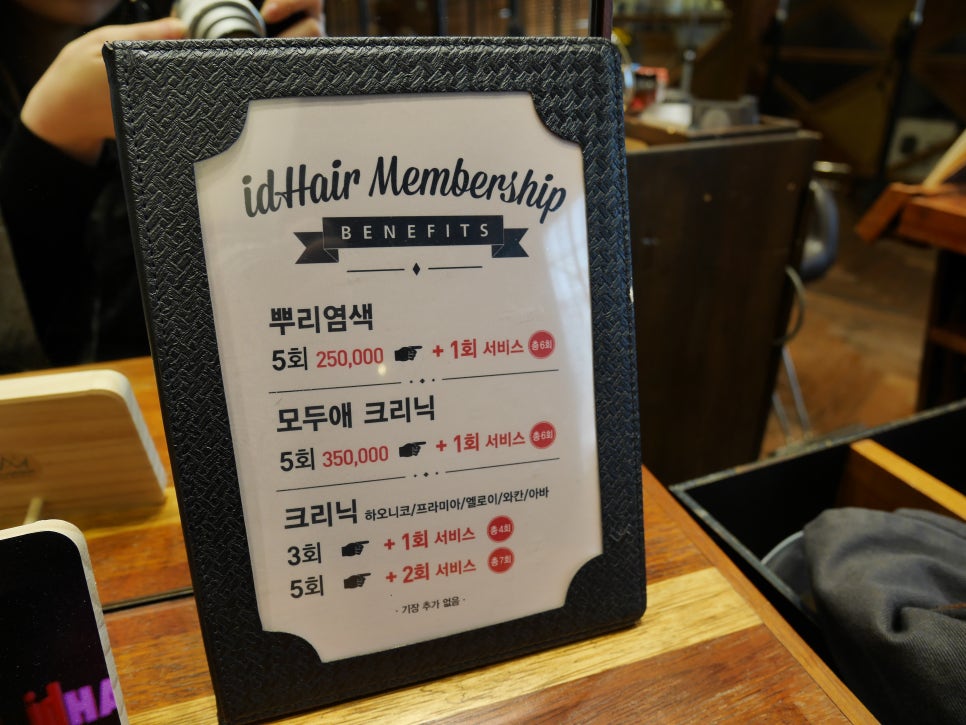 idHair Membership
BENEFITS
뿌리염색
5회 250,000 + 1회 서비스 총6회
모두애 크리닉
5회 350,000 + 1회 서비스 총6회
크리닉 하오니코/프라미아/엘로이/와칸/아바
3회 + 1회 서비스 총4회
5회 + 2회 서비스 총7회
· 기장 추가 없음 ·
idHA